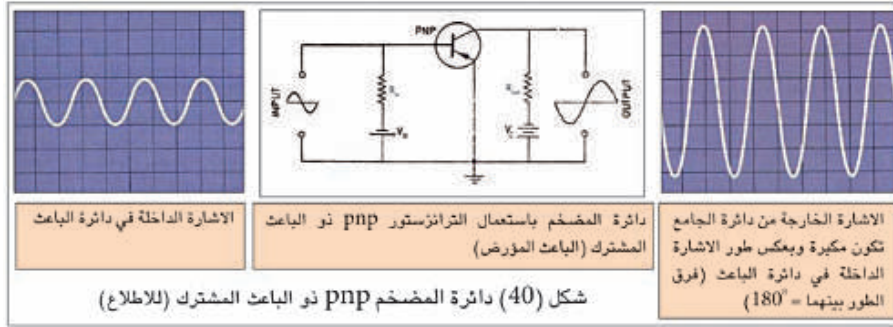 PNP
INPUT
OUTPUT
الاشارة الداخلة في دائرة الباعث
دائرة المضخم باستعمال الترانزستور pnp ذو الباعث
المشترك (الباعث المؤرض)
الاشارة الخارجة من دائرة الجامع
تكون مكبرة وبعكس طور الاشارة
الداخلة في دائرة الباعث (فرق
الطور بينهما = 180°)
شكل (40) دائرة المضخم pnp ذو الباعث المشترك (للاطلاع)